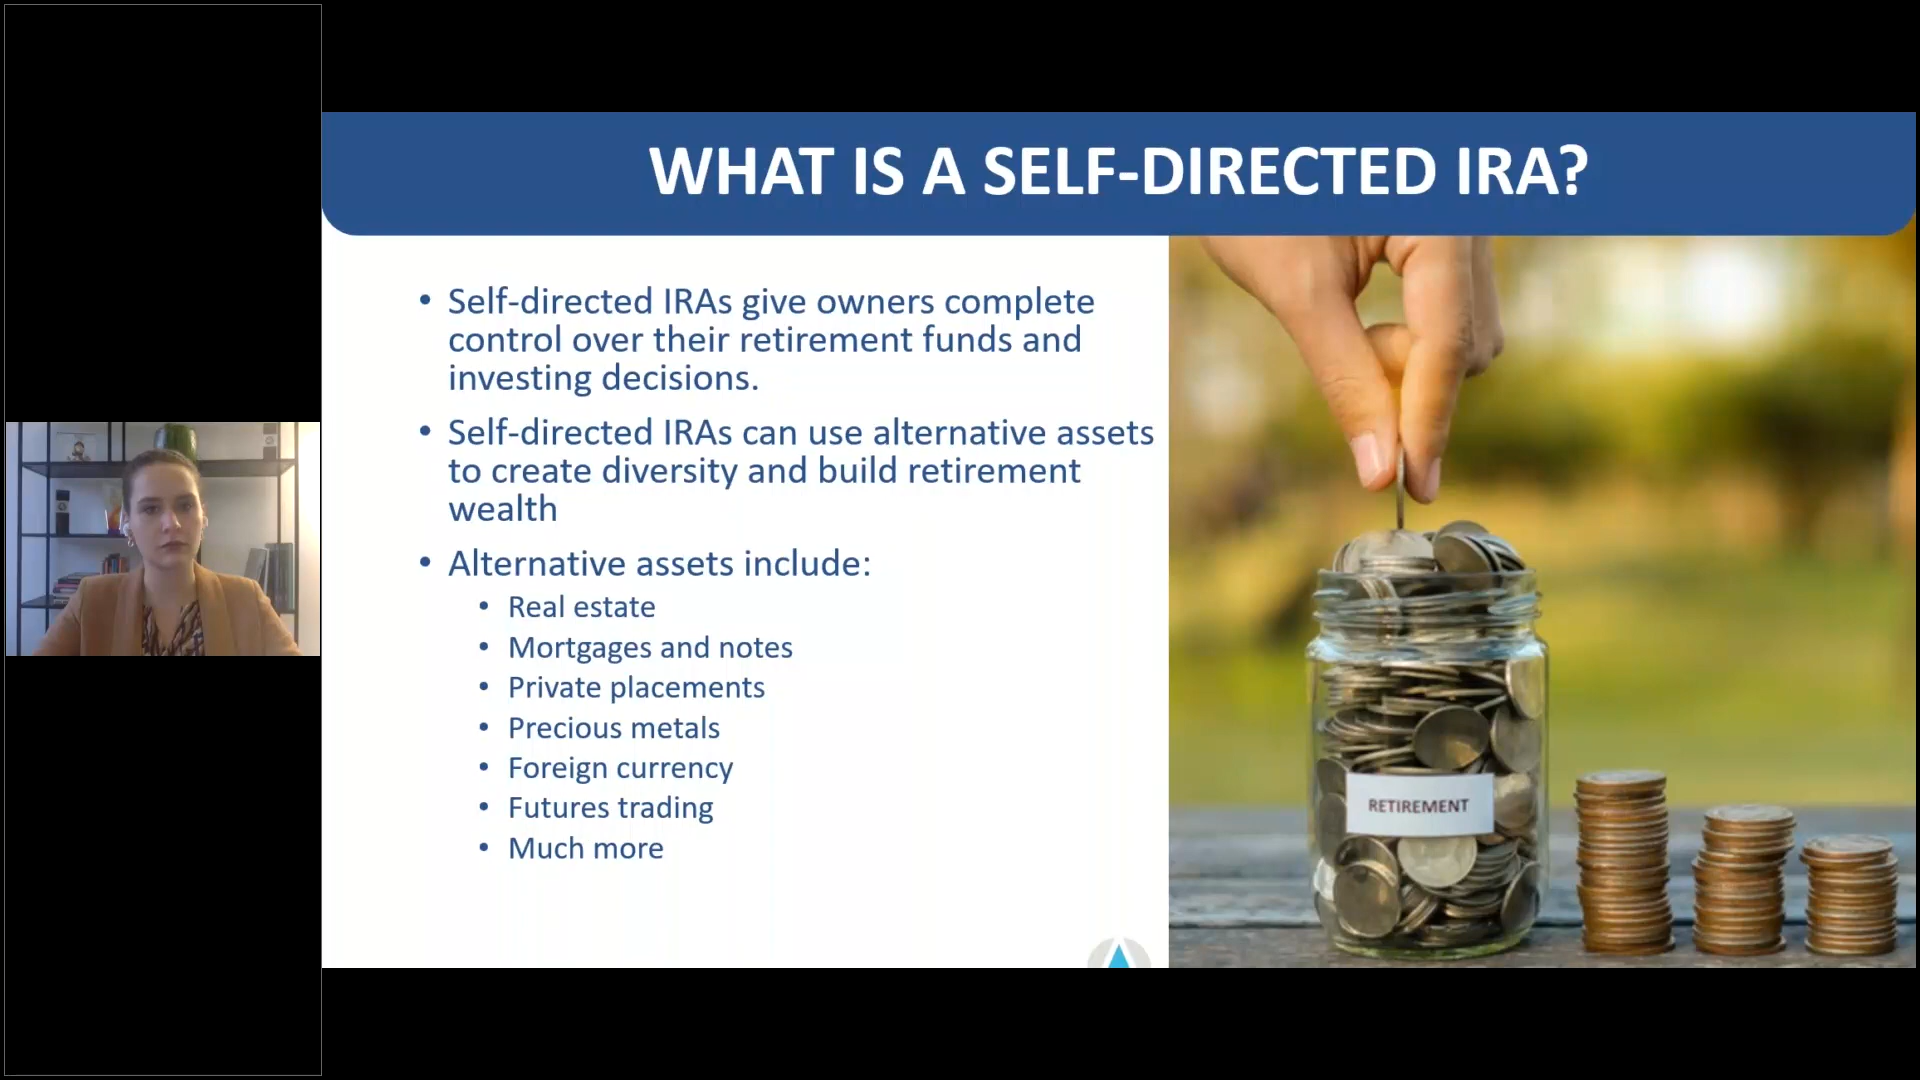 WHAT IS A SELF-DIRECTED IRA?
• Self-directed IRAs give owners complete
control over their retirement funds and
investing decisions.
• Self-directed IRAs can use alternative assets
to create diversity and build retirement
wealth
• Alternative assets include:
• Real estate
• Mortgages and notes
• Private placements
• Precious metals
• Foreign currency
• Futures trading
• Much more
RETIREMENT